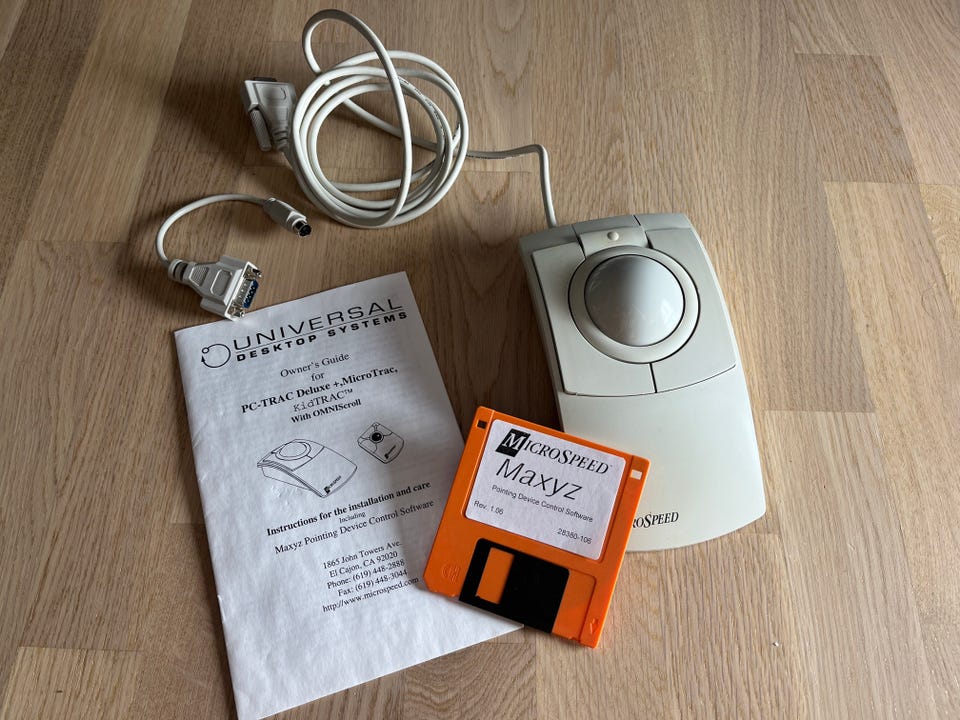 UNIVERSAL
DESKTOP SYSTEMS
Owner's Guide
for
PC-TRAC Deluxe +,MicroTrac,
KidTRAC™
With OMNIScroll
Instructions for the installation and care
Including
Maxyz Pointing Device Control Software
1865 John Towers Ave.
El Cajon, CA 92020
Phone: (619) 448-2888
Fax: (619) 448-3044
http://www.microspeed.com
MICROSPEED™
Maxyz
Pointing Device Control Software
Rev. 1.06
28380-106
ROSPEED